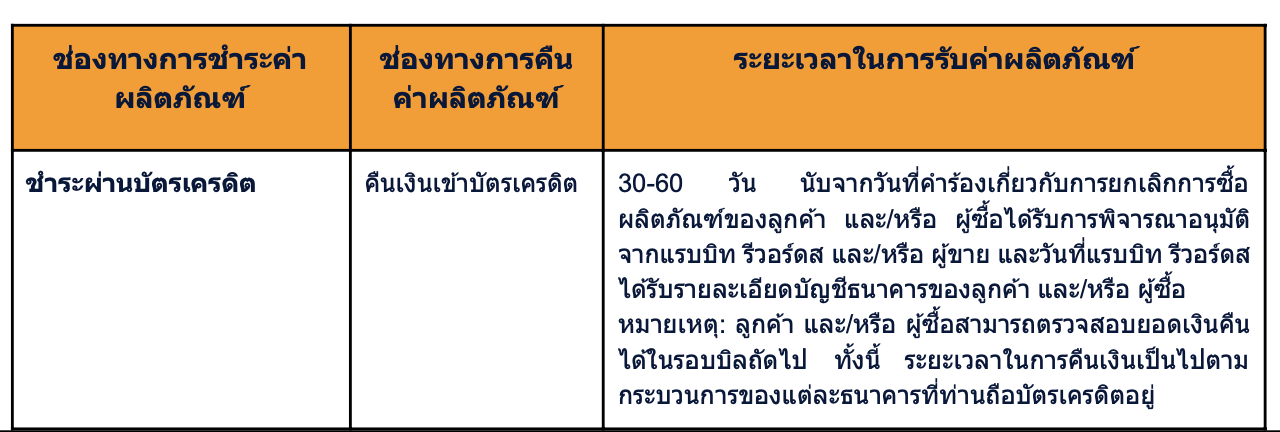 ช่องทางการชำระค่า
ผลิตภัณฑ์
ช่องทางการคืน
ค่าผลิตภัณฑ์
ระยะเวลาในการรับค่าผลิตภัณฑ์
ชำระผ่านบัตรเครดิต
คืนเงินเข้าบัตรเครดิต
30-60 วัน นับจากวันที่คำร้องเกี่ยวกับการยกเลิกการซื้อ
ผลิตภัณฑ์ของลูกค้า และ/หรือ ผู้ซื้อได้รับการพิจารณาอนุมัติ
จากแรบบิท รีวอร์ดส และ/หรือ ผู้ขาย และวันที่แรบบิท รีวอร์ดส
ได้รับรายละเอียดบัญชีธนาคารของลูกค้า และ/หรือ ผู้ซื้อ
หมายเหตุ: ลูกค้า และ/หรือ ผู้ซื้อสามารถตรวจสอบยอดเงินคืน
ได้ในรอบบิลถัดไป ทั้งนี้ ระยะเวลาในการคืนเงินเป็นไปตาม
กระบวนการของแต่ละธนาคารที่ท่านถือบัตรเครดิตอยู่